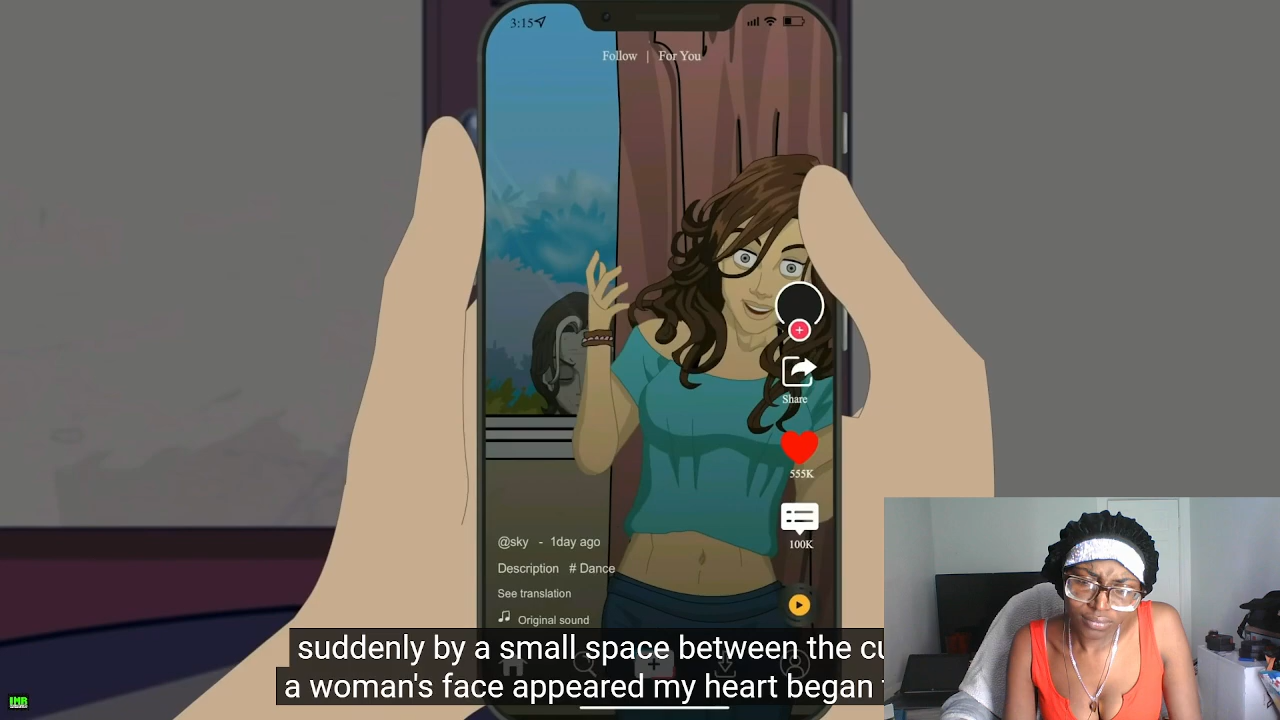 3:15
Follow | For You
Share
555K
100K
@sky - 1day ago
Description # Dance
See translation
Original sound
suddenly by a small space between the cu
a woman's face appeared my heart began
IMR